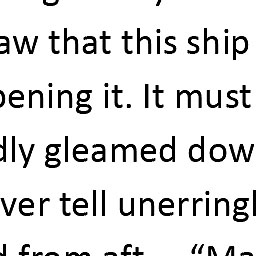 aw that this ship
pening it. It must
dly gleamed dow
ver tell unerringl
d from aft... “Ma